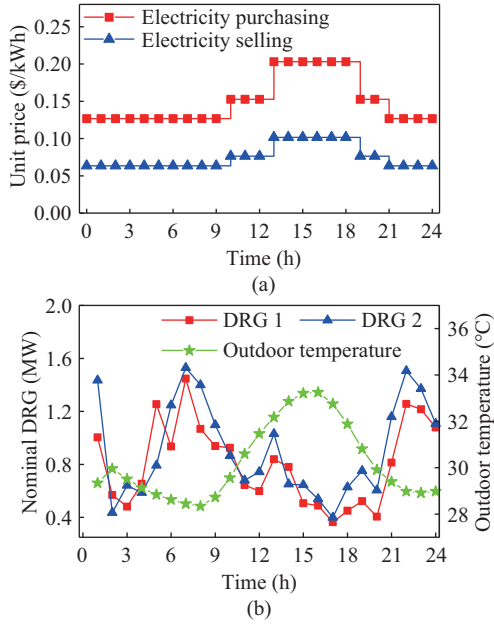 Electricity purchasing
Electricity selling
Unit price ($/kWh)
0.25
0.20
0.15
0.10
0.05
0.00
0 3 6 9 12 15 18 21 24
Time (h)
(a)
DRG 1 DRG 2
Outdoor temperature
Nominal DRG (MW)
2.0
1.6
1.2
0.8
0.4
Outdoor temperature (°C)
36
34
32
30
28
0 3 6 9 12 15 18 21 24
Time (h)
(b)